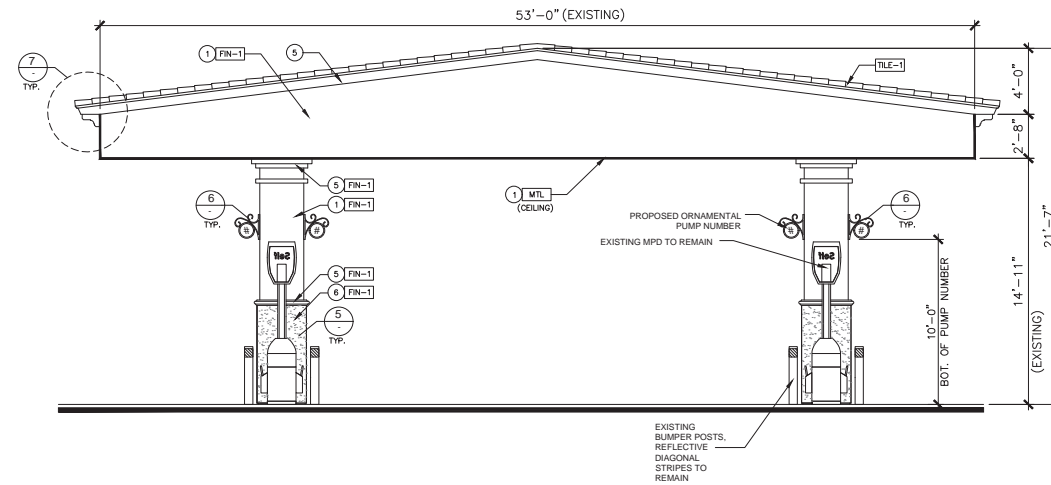 53'-0" (EXISTING)
7
-
TYP.
1 FIN-1
5
TILE-1
4'-0"
2'-8"
21'-7"
14'-11"
(EXISTING)
5 FIN-1
1 FIN-1
1 MTL
(CEILING)
6
-
TYP.
#
#
PROPOSED ORNAMENTAL
PUMP NUMBER
EXISTING MPD TO REMAIN
#
#
6
-
TYP.
Self
Self
5 FIN-1
6 FIN-1
5
-
TYP.
10'-0"
BOT. OF PUMP NUMBER
EXISTING
BUMPER POSTS,
REFLECTIVE
DIAGONAL
STRIPES TO
REMAIN